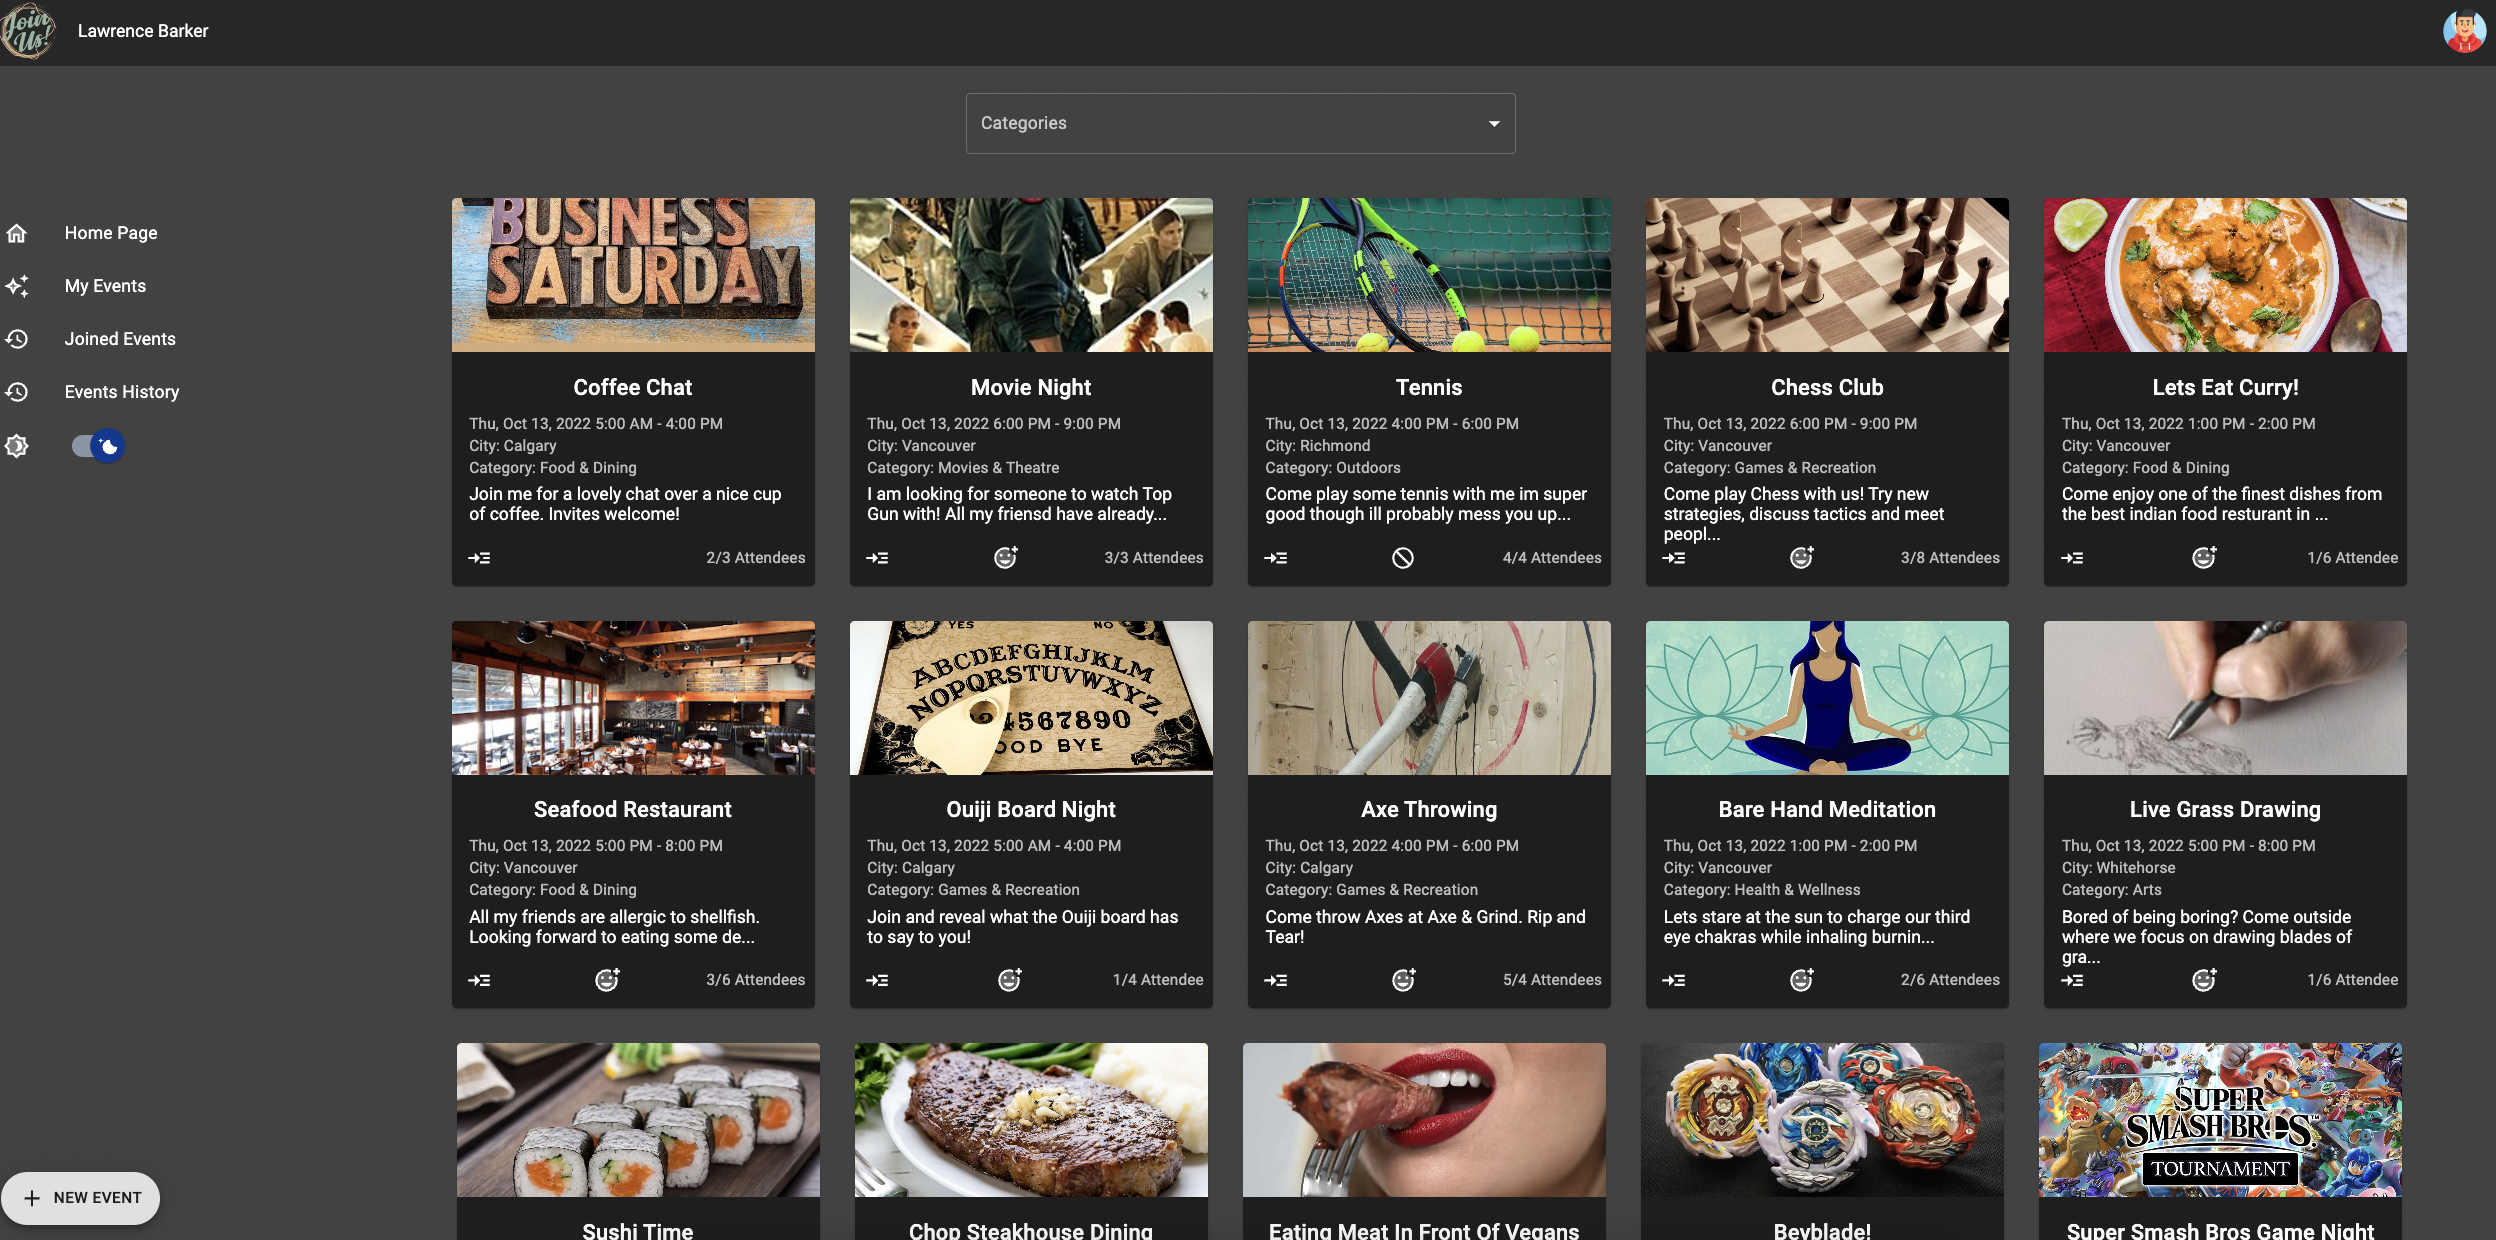 Join
Us!
Lawrence Barker
Categories
Home Page
My Events
Joined Events
Events History
BUSINESS
SATURDAY
Coffee Chat
Thu, Oct 13, 2022 5:00 AM - 4:00 PM
City: Calgary
Category: Food & Dining
Join me for a lovely chat over a nice cup
of coffee. Invites welcome!
2/3 Attendees
Movie Night
Thu, Oct 13, 2022 6:00 PM - 9:00 PM
City: Vancouver
Category: Movies & Theatre
I am looking for someone to watch Top
Gun with! All my friensd have already...
3/3 Attendees
Tennis
Thu, Oct 13, 2022 4:00 PM - 6:00 PM
City: Richmond
Category: Outdoors
Come play some tennis with me im super
good though ill probably mess you up...
4/4 Attendees
Chess Club
Thu, Oct 13, 2022 6:00 PM - 9:00 PM
City: Vancouver
Category: Games & Recreation
Come play Chess with us! Try new
strategies, discuss tactics and meet
peopl...
3/8 Attendees
Lets Eat Curry!
Thu, Oct 13, 2022 1:00 PM - 2:00 PM
City: Vancouver
Category: Food & Dining
Come enjoy one of the finest dishes from
the best indian food resturant in ...
1/6 Attendee
Seafood Restaurant
Thu, Oct 13, 2022 5:00 PM - 8:00 PM
City: Vancouver
Category: Food & Dining
All my friends are allergic to shellfish.
Looking forward to eating some de...
3/6 Attendees
YES NO
ABCDEFGHIJKLM
NOPQRSTUVWXYZ
4567890
OOD BYE
Ouiji Board Night
Thu, Oct 13, 2022 5:00 AM - 4:00 PM
City: Calgary
Category: Games & Recreation
Join and reveal what the Ouiji board has
to say to you!
1/4 Attendee
Axe Throwing
Thu, Oct 13, 2022 4:00 PM - 6:00 PM
City: Calgary
Category: Games & Recreation
Come throw Axes at Axe & Grind. Rip and
Tear!
5/4 Attendees
Bare Hand Meditation
Thu, Oct 13, 2022 1:00 PM - 2:00 PM
City: Vancouver
Category: Health & Wellness
Lets stare at the sun to charge our third
eye chakras while inhaling burnin...
2/6 Attendees
Live Grass Drawing
Thu, Oct 13, 2022 5:00 PM - 8:00 PM
City: Whitehorse
Category: Arts
Bored of being boring? Come outside
where we focus on drawing blades of
gra...
1/6 Attendee
Sushi Time
Chop Steakhouse Dining
Eating Meat In Front Of Vegans
Beyblade!
SUPER
SMASH BROS.™
TOURNAMENT
Super Smash Bros Game Night
NEW EVENT